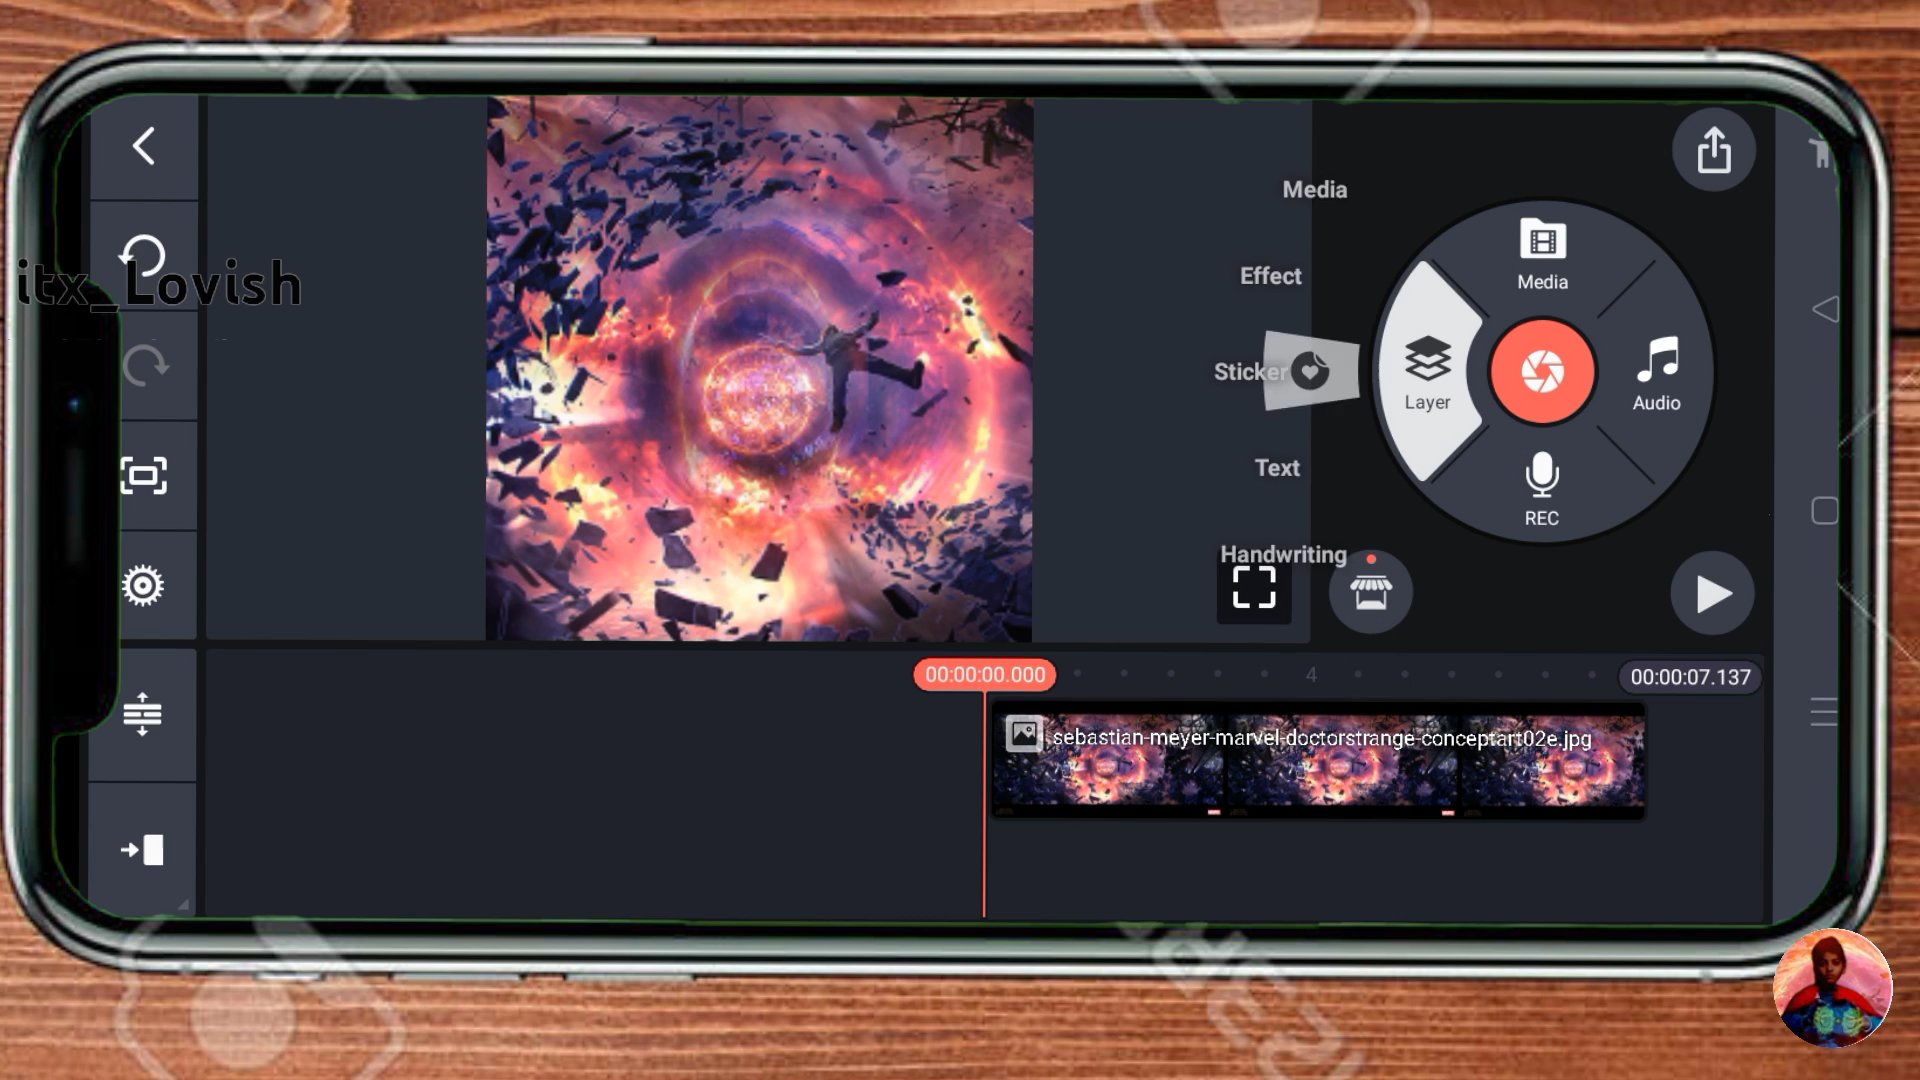 Media
Effect
Sticker
Text
Handwriting
Media
Layer
Audio
REC
itx_Lovish
00:00:00.000
4
00:00:07.137
sebastian-meyer-marvel-doctorstrange-conceptart02e.jpg